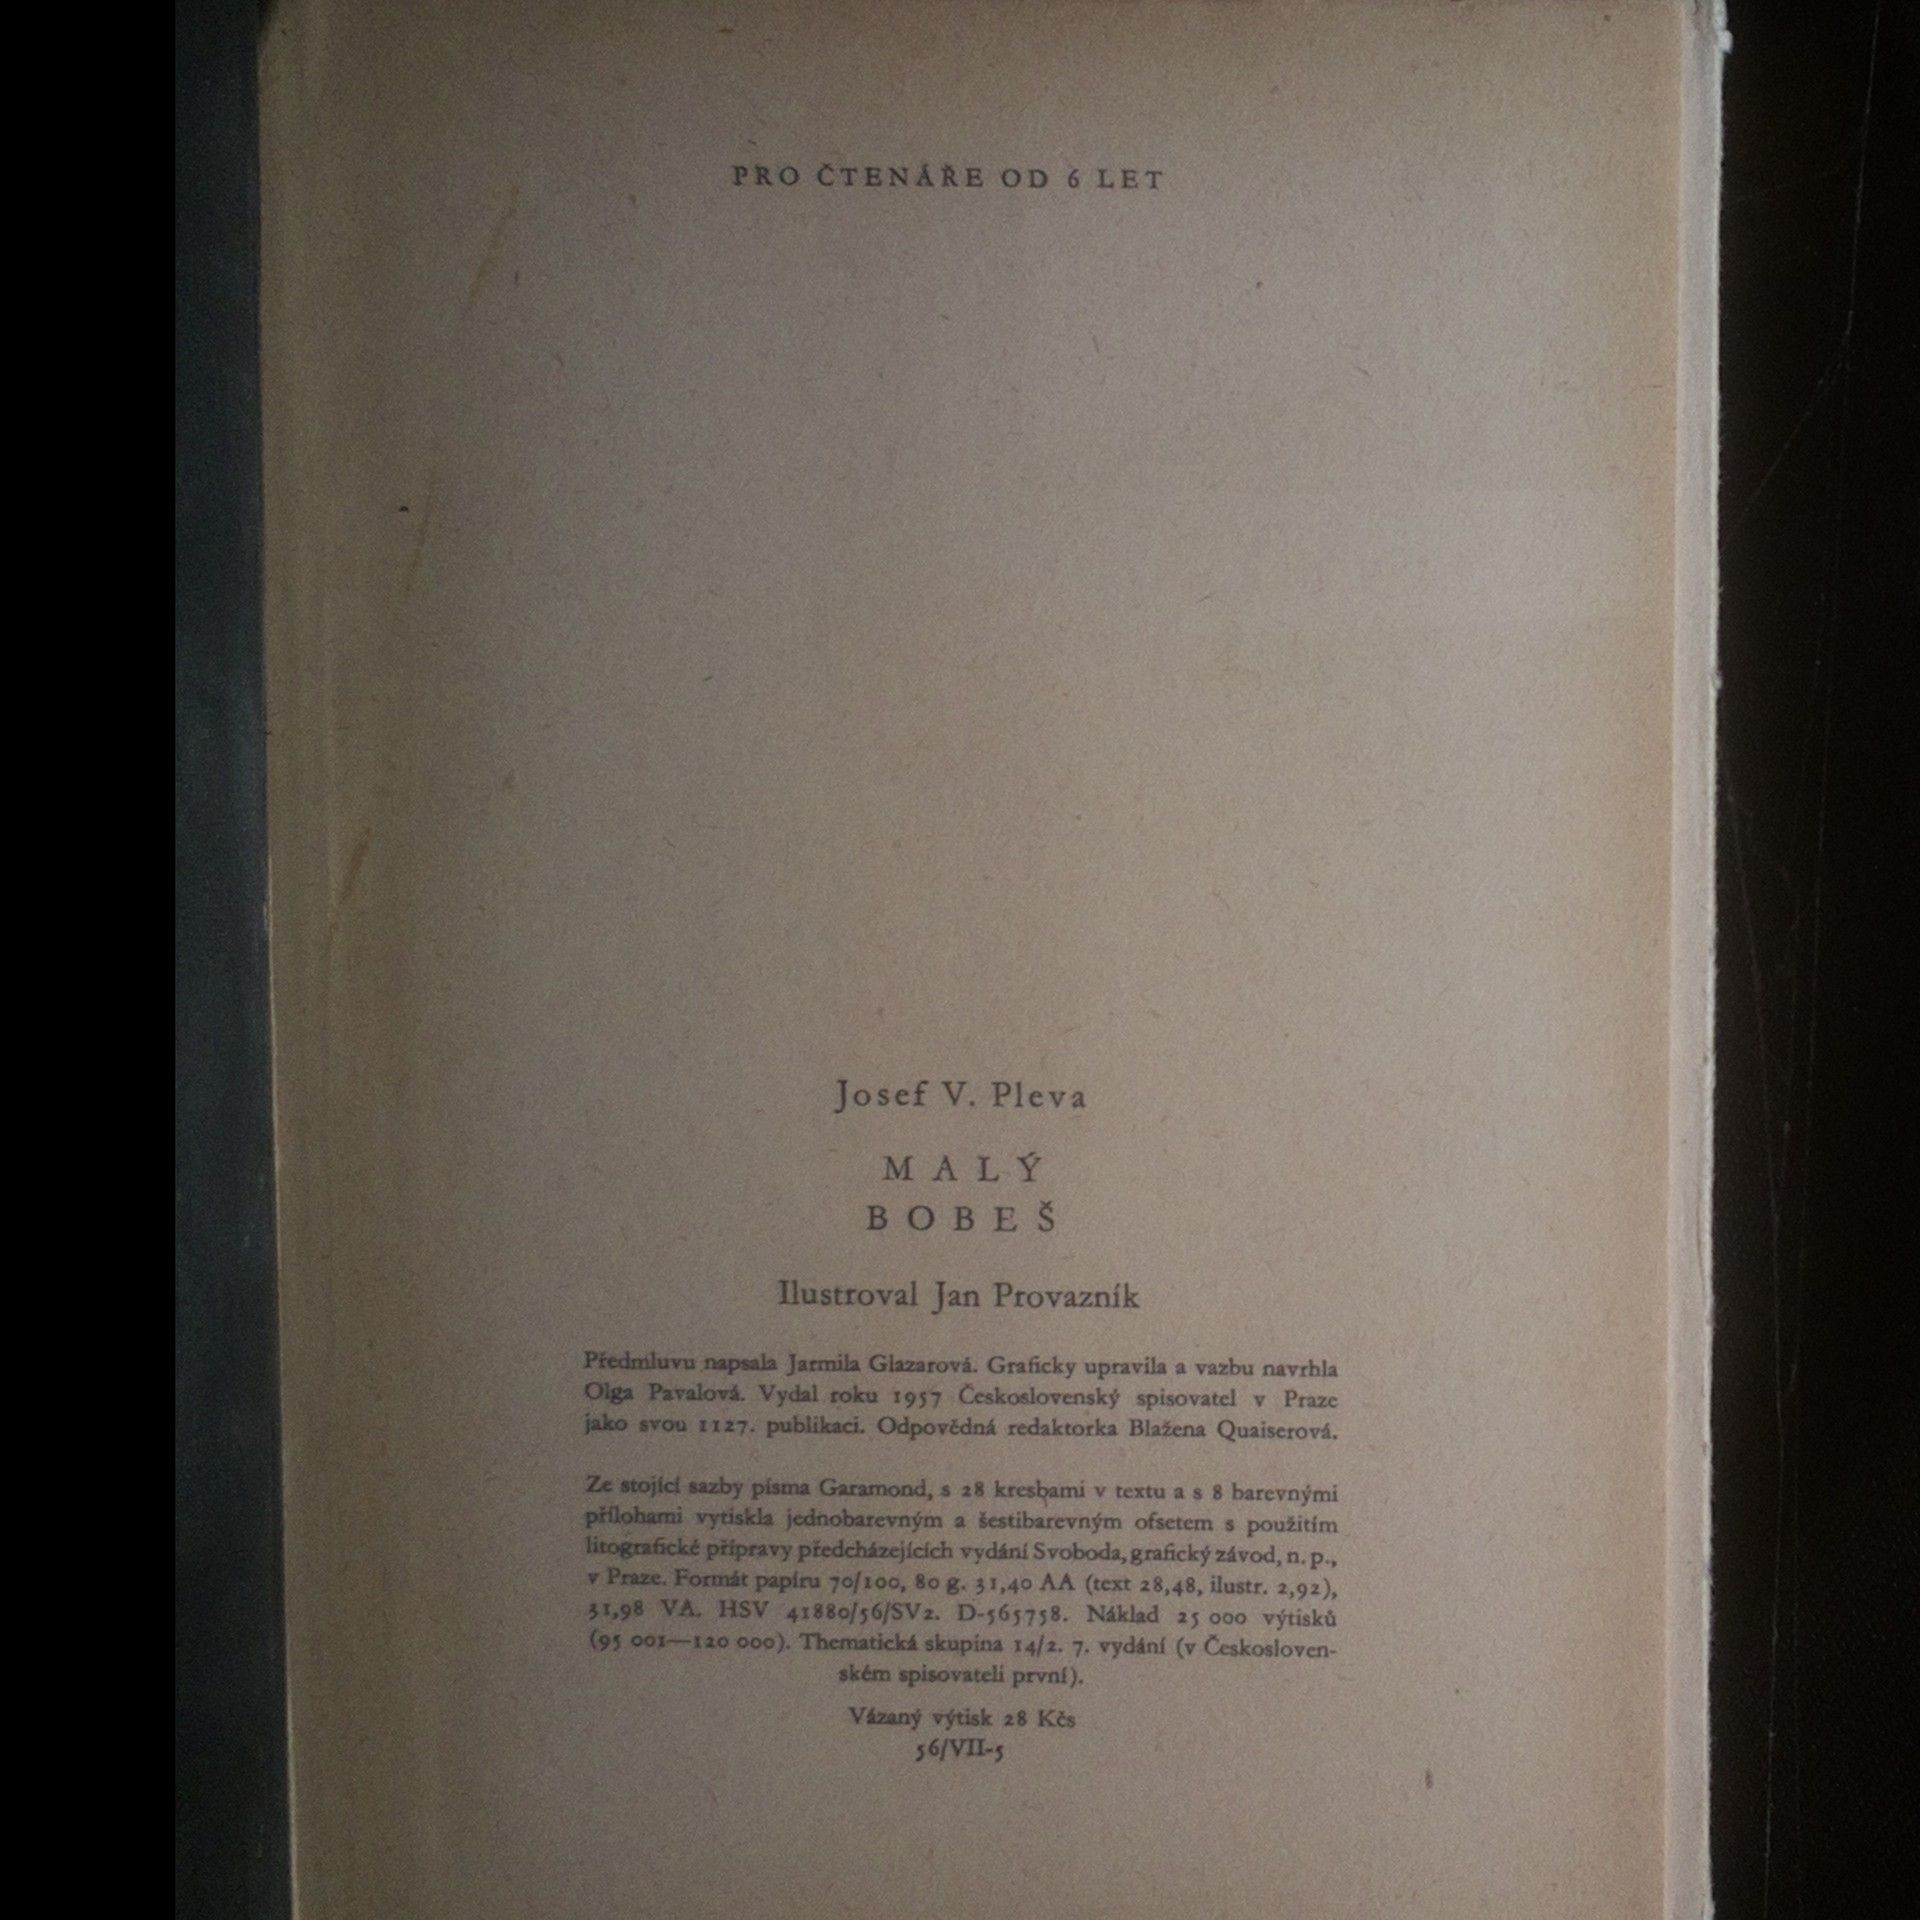 PRO ČTENÁŘE OD 6 LET
Josef V. Pleva
MALÝ
BOBEŠ
Ilustroval Jan Provazník
Předmluvu napsala Jarmila Glazarová. Graficky upravila a vazbu navrhla
Olga Pavalová. Vydal roku 1957 Československý spisovatel v Praze
jako svou 1127. publikaci. Odpovědná redaktorka Blažena Quaiserová.
Ze stojící sazby písma Garamond, s 28 kresbami v textu a s 8 barevnými
přílohami vytiskla jednobarevným a šestibarevným ofsetem s použitím
litografické přípravy předcházejících vydání Svoboda, grafický závod, n. p.,
v Praze. Formát papíru 70/100, 80 g. 31,40 AA (text 28,48, ilustr. 2,92),
31,98 VA. HSV 41880/56/SV2. D-565758. Náklad 25 000 výtisků
(95 001—120 000). Thematická skupina 14/2. 7. vydání (v Českosloven-
ském spisovateli první).
Vázaný výtisk 28 Kčs
56/VII-5